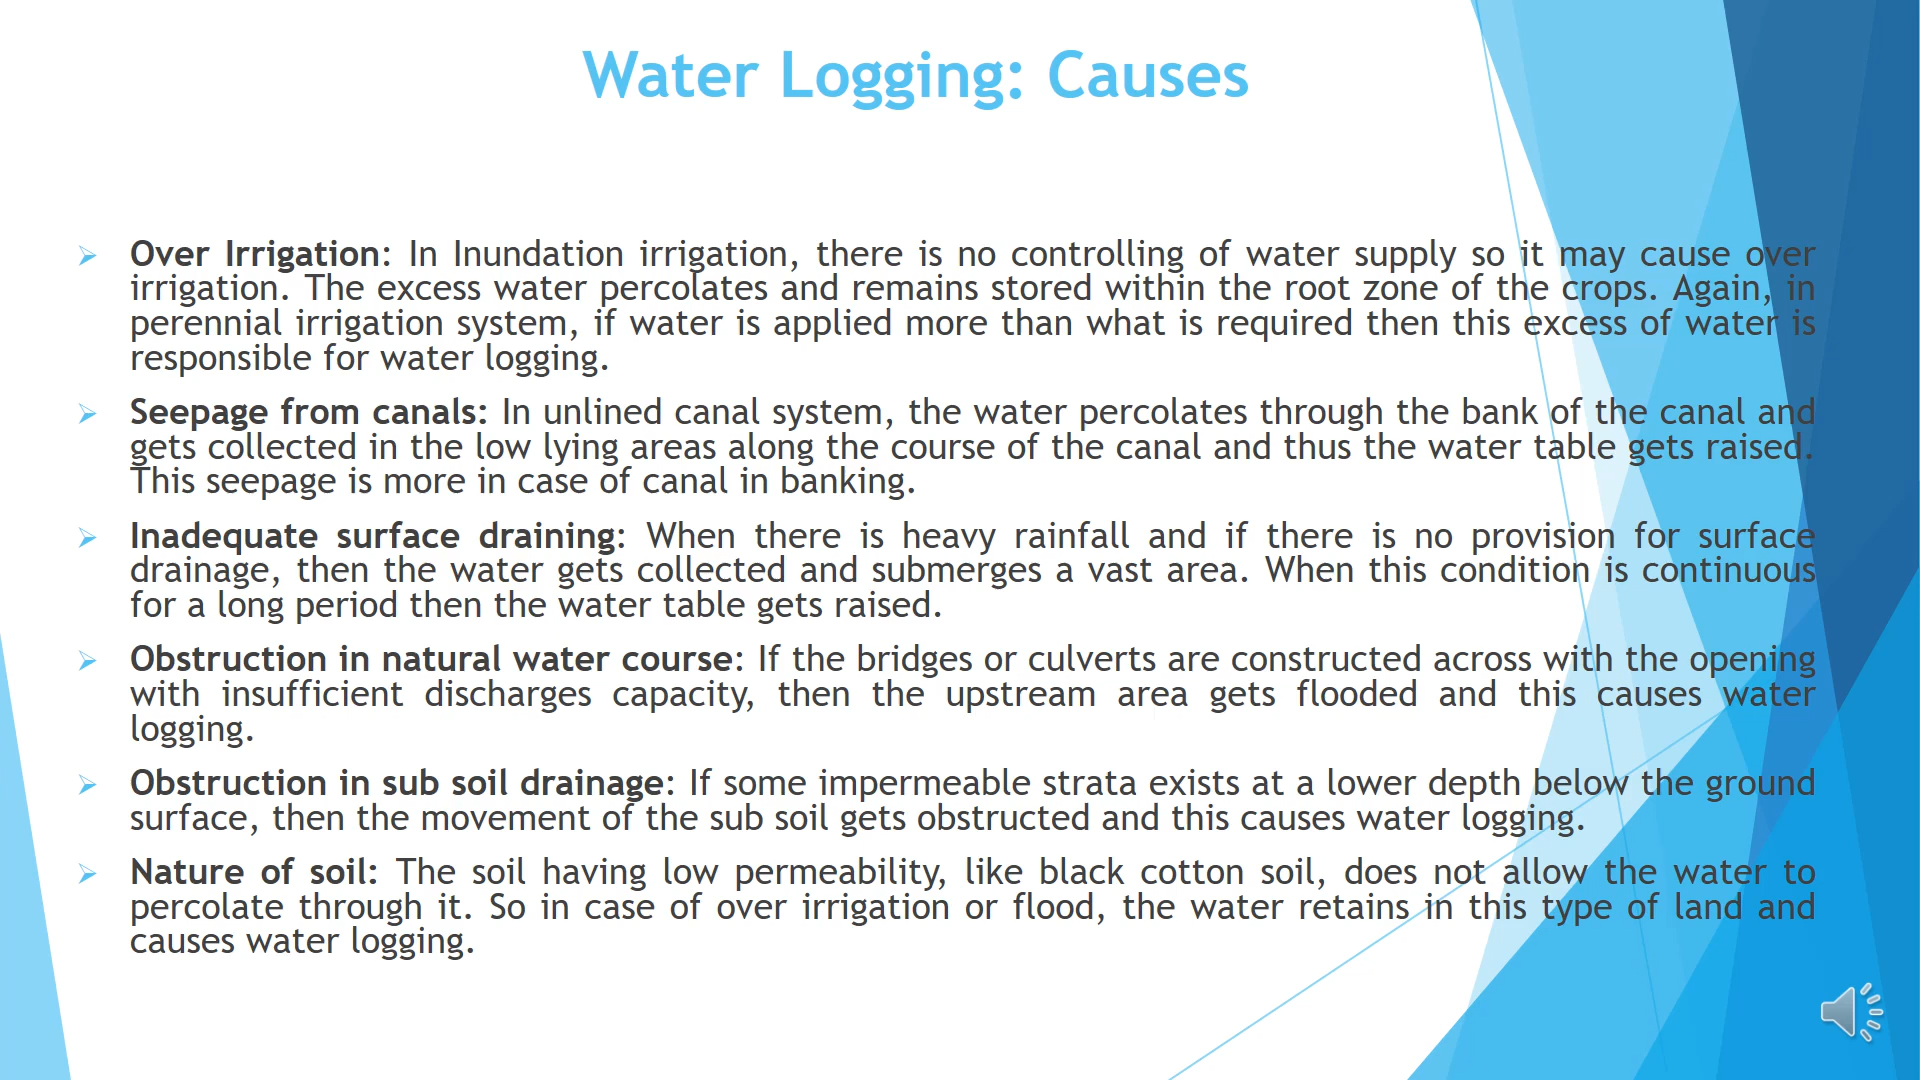 Water Logging: Causes
Over Irrigation: In Inundation irrigation, there is no controlling of water supply so it may cause over
irrigation. The excess water percolates and remains stored within the root zone of the crops. Again, in
perennial irrigation system, if water is applied more than what is required then this excess of water is
responsible for water logging.
Seepage from canals: In unlined canal system, the water percolates through the bank of the canal and
gets collected in the low lying areas along the course of the canal and thus the water table gets raised.
This seepage is more in case of canal in banking.
Inadequate surface draining: When there is heavy rainfall and if there is no provision for surface
drainage, then the water gets collected and submerges a vast area. When this condition is continuous
for a long period then the water table gets raised.
Obstruction in natural water course: If the bridges or culverts are constructed across with the opening
with insufficient discharges capacity, then the upstream area gets flooded and this causes water
logging.
Obstruction in sub soil drainage: If some impermeable strata exists at a lower depth below the ground
surface, then the movement of the sub soil gets obstructed and this causes water logging.
Nature of soil: The soil having low permeability, like black cotton soil, does not allow the water to
percolate through it. So in case of over irrigation or flood, the water retains in this type of land and
causes water logging.